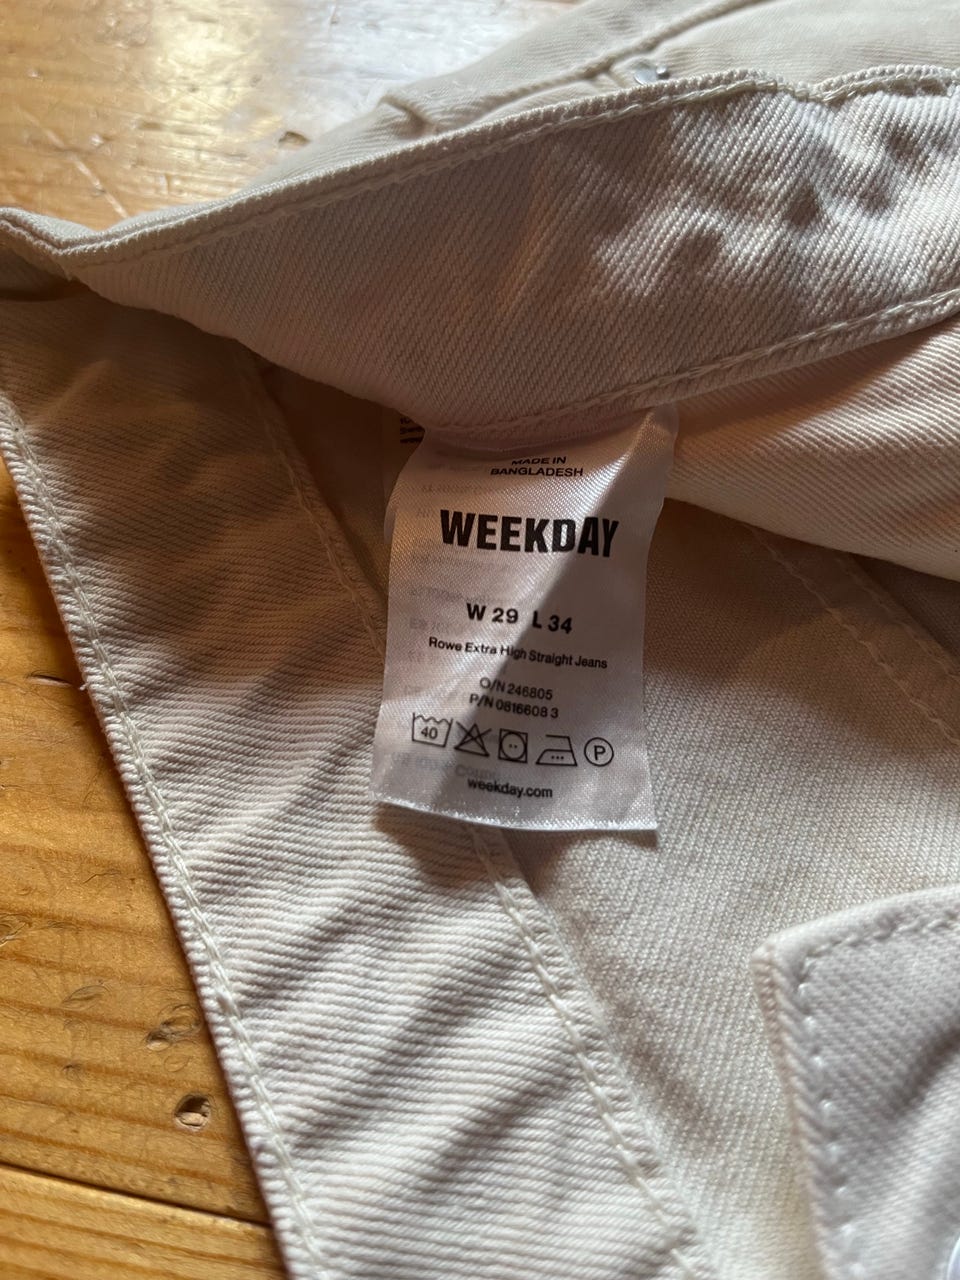 MADE IN
BANGLADESH
WEEKDAY
W 29 L 34
Rowe Extra High Straight Jeans
O/N 246805
P/N 0816608 3
40
P
weekday.com